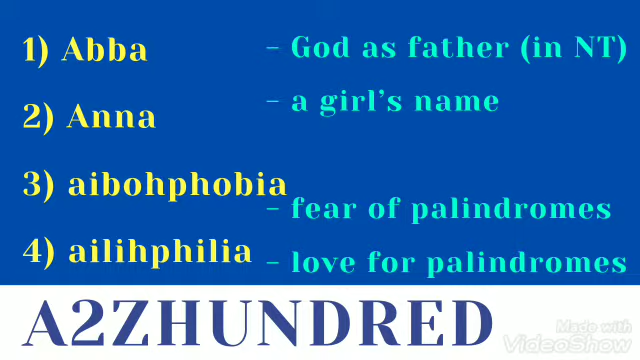 1) Abba - God as father (in NT)
2) Anna - a girl's name
3) aibohphobia - fear of palindromes
4) ailihphilia - love for palindromes
A2ZHUNDRED
Made with
VideoShow